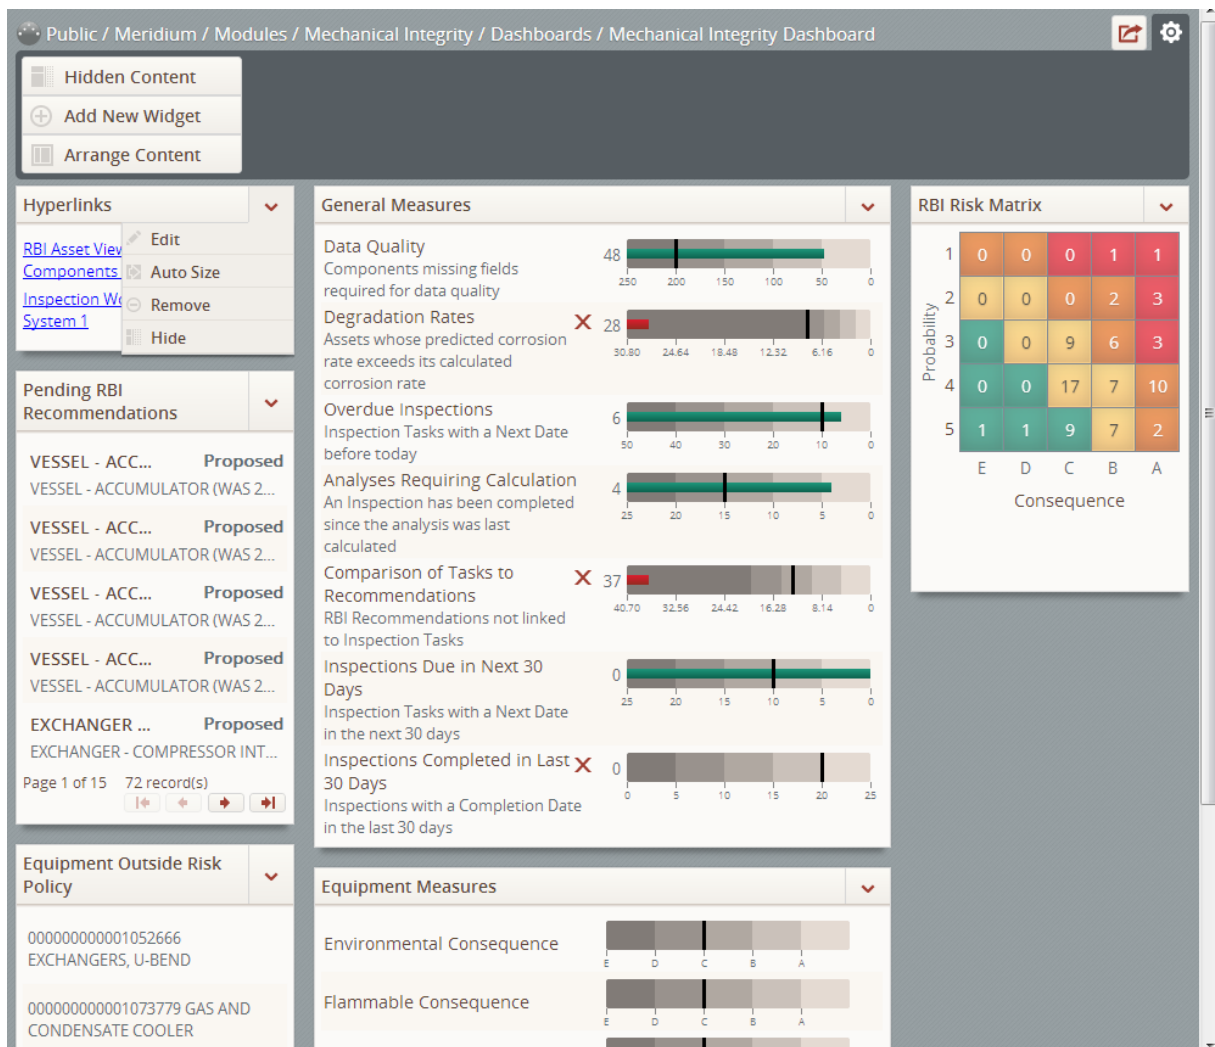 Public / Meridium / Modules / Mechanical Integrity / Dashboards / Mechanical Integrity Dashboard
Hidden Content
Add New Widget
Arrange Content
Hyperlinks
RBI Asset View
Components
Inspection Wo
System 1
Edit
Auto Size
Remove
Hide
Pending RBI
Recommendations
VESSEL - ACC... Proposed
VESSEL - ACCUMULATOR (WAS 2...
VESSEL - ACC... Proposed
VESSEL - ACCUMULATOR (WAS 2...
VESSEL - ACC... Proposed
VESSEL - ACCUMULATOR (WAS 2...
VESSEL - ACC... Proposed
VESSEL - ACCUMULATOR (WAS 2...
EXCHANGER ... Proposed
EXCHANGER - COMPRESSOR INT...
Page 1 of 15 72 record(s)
Equipment Outside Risk
Policy
000000000001052666
EXCHANGERS, U-BEND
000000000001073779 GAS AND
CONDENSATE COOLER
General Measures
Data Quality
Components missing fields
required for data quality
48
250 200 150 100 50 0
Degradation Rates
Assets whose predicted corrosion
rate exceeds its calculated
corrosion rate
28
30.80 24.64 18.48 12.32 6.16 0
Overdue Inspections
Inspection Tasks with a Next Date
before today
6
50 40 30 20 10 0
Analyses Requiring Calculation
An Inspection has been completed
since the analysis was last
calculated
4
25 20 15 10 5 0
Comparison of Tasks to
Recommendations
RBI Recommendations not linked
to Inspection Tasks
37
40.70 32.56 24.42 16.28 8.14 0
Inspections Due in Next 30
Days
Inspection Tasks with a Next Date
in the next 30 days
0
25 20 15 10 5 0
Inspections Completed in Last
30 Days
Inspections with a Completion Date
in the last 30 days
0
0 5 10 15 20 25
Equipment Measures
Environmental Consequence
E D C B A
Flammable Consequence
E D C B A
RBI Risk Matrix
Probability
1 0 0 0 1 1
2 0 0 0 2 3
3 0 0 9 6 3
4 0 0 17 7 10
5 1 1 9 7 2
E D C B A
Consequence